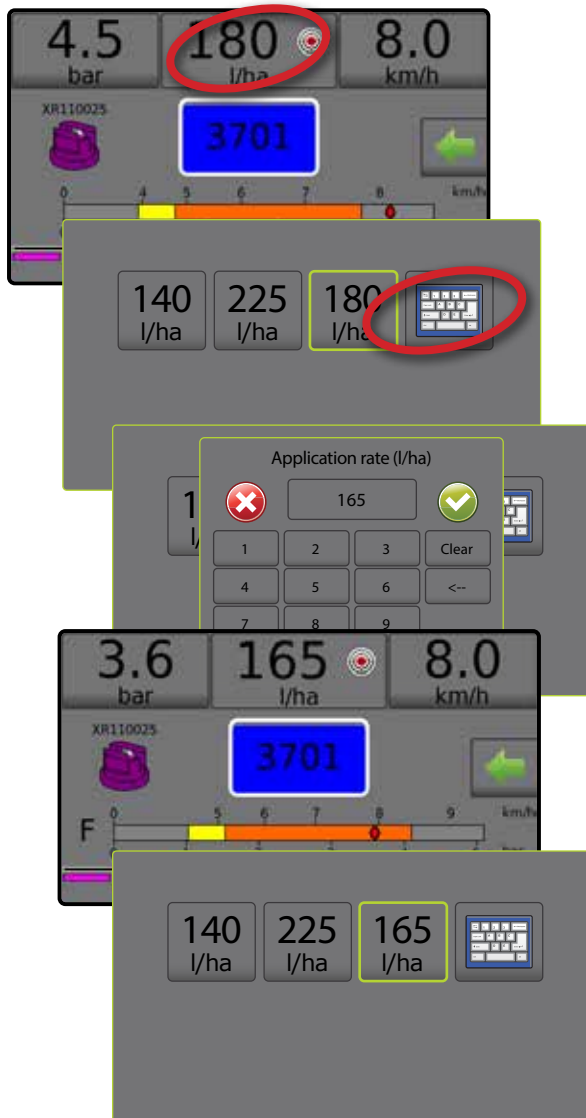 4.5 180 8.0
bar l/ha km/h
XR110025
3701
0 4 5 6 7 8 km/h
140 225 180
l/ha l/ha l/ha
Application rate (l/ha)
165
1 2 3 Clear
4 5 6 <--
7 8 9
3.6 165 8.0
bar l/ha km/h
XR110025
3701
0 5 6 7 8 9 km/h
F
140 225 165
l/ha l/ha l/ha